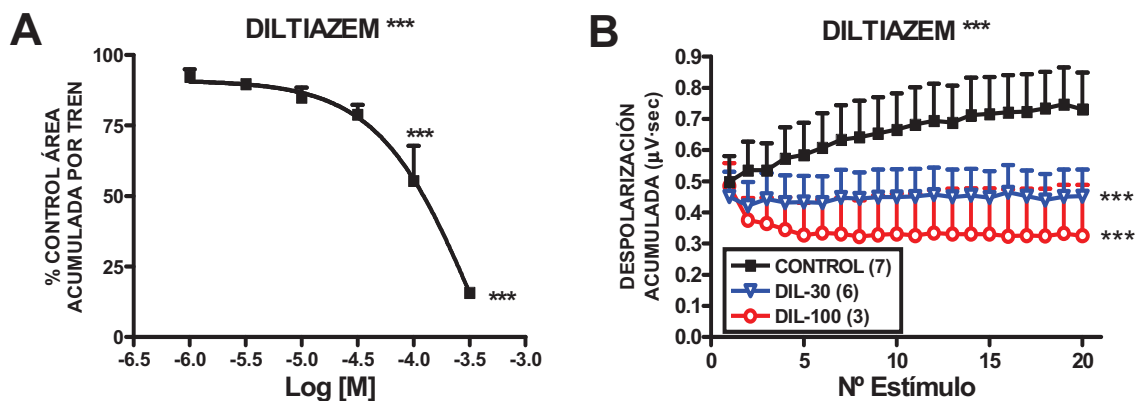 A
DILTIAZEM ***
% CONTROL ÁREA
ACUMULADA POR TREN
100
75
50
25
0
***
***
-6.5 -6.0 -5.5 -5.0 -4.5 -4.0 -3.5 -3.0
Log [M]
B
DILTIAZEM ***
DESPOLARIZACIÓN
ACUMULADA (µV·sec)
0.9
0.8
0.7
0.6
0.5
0.4
0.3
0.2
0.1
0.0
***
***
CONTROL (7)
DIL-30 (6)
DIL-100 (3)
0 5 10 15 20
Nº Estímulo